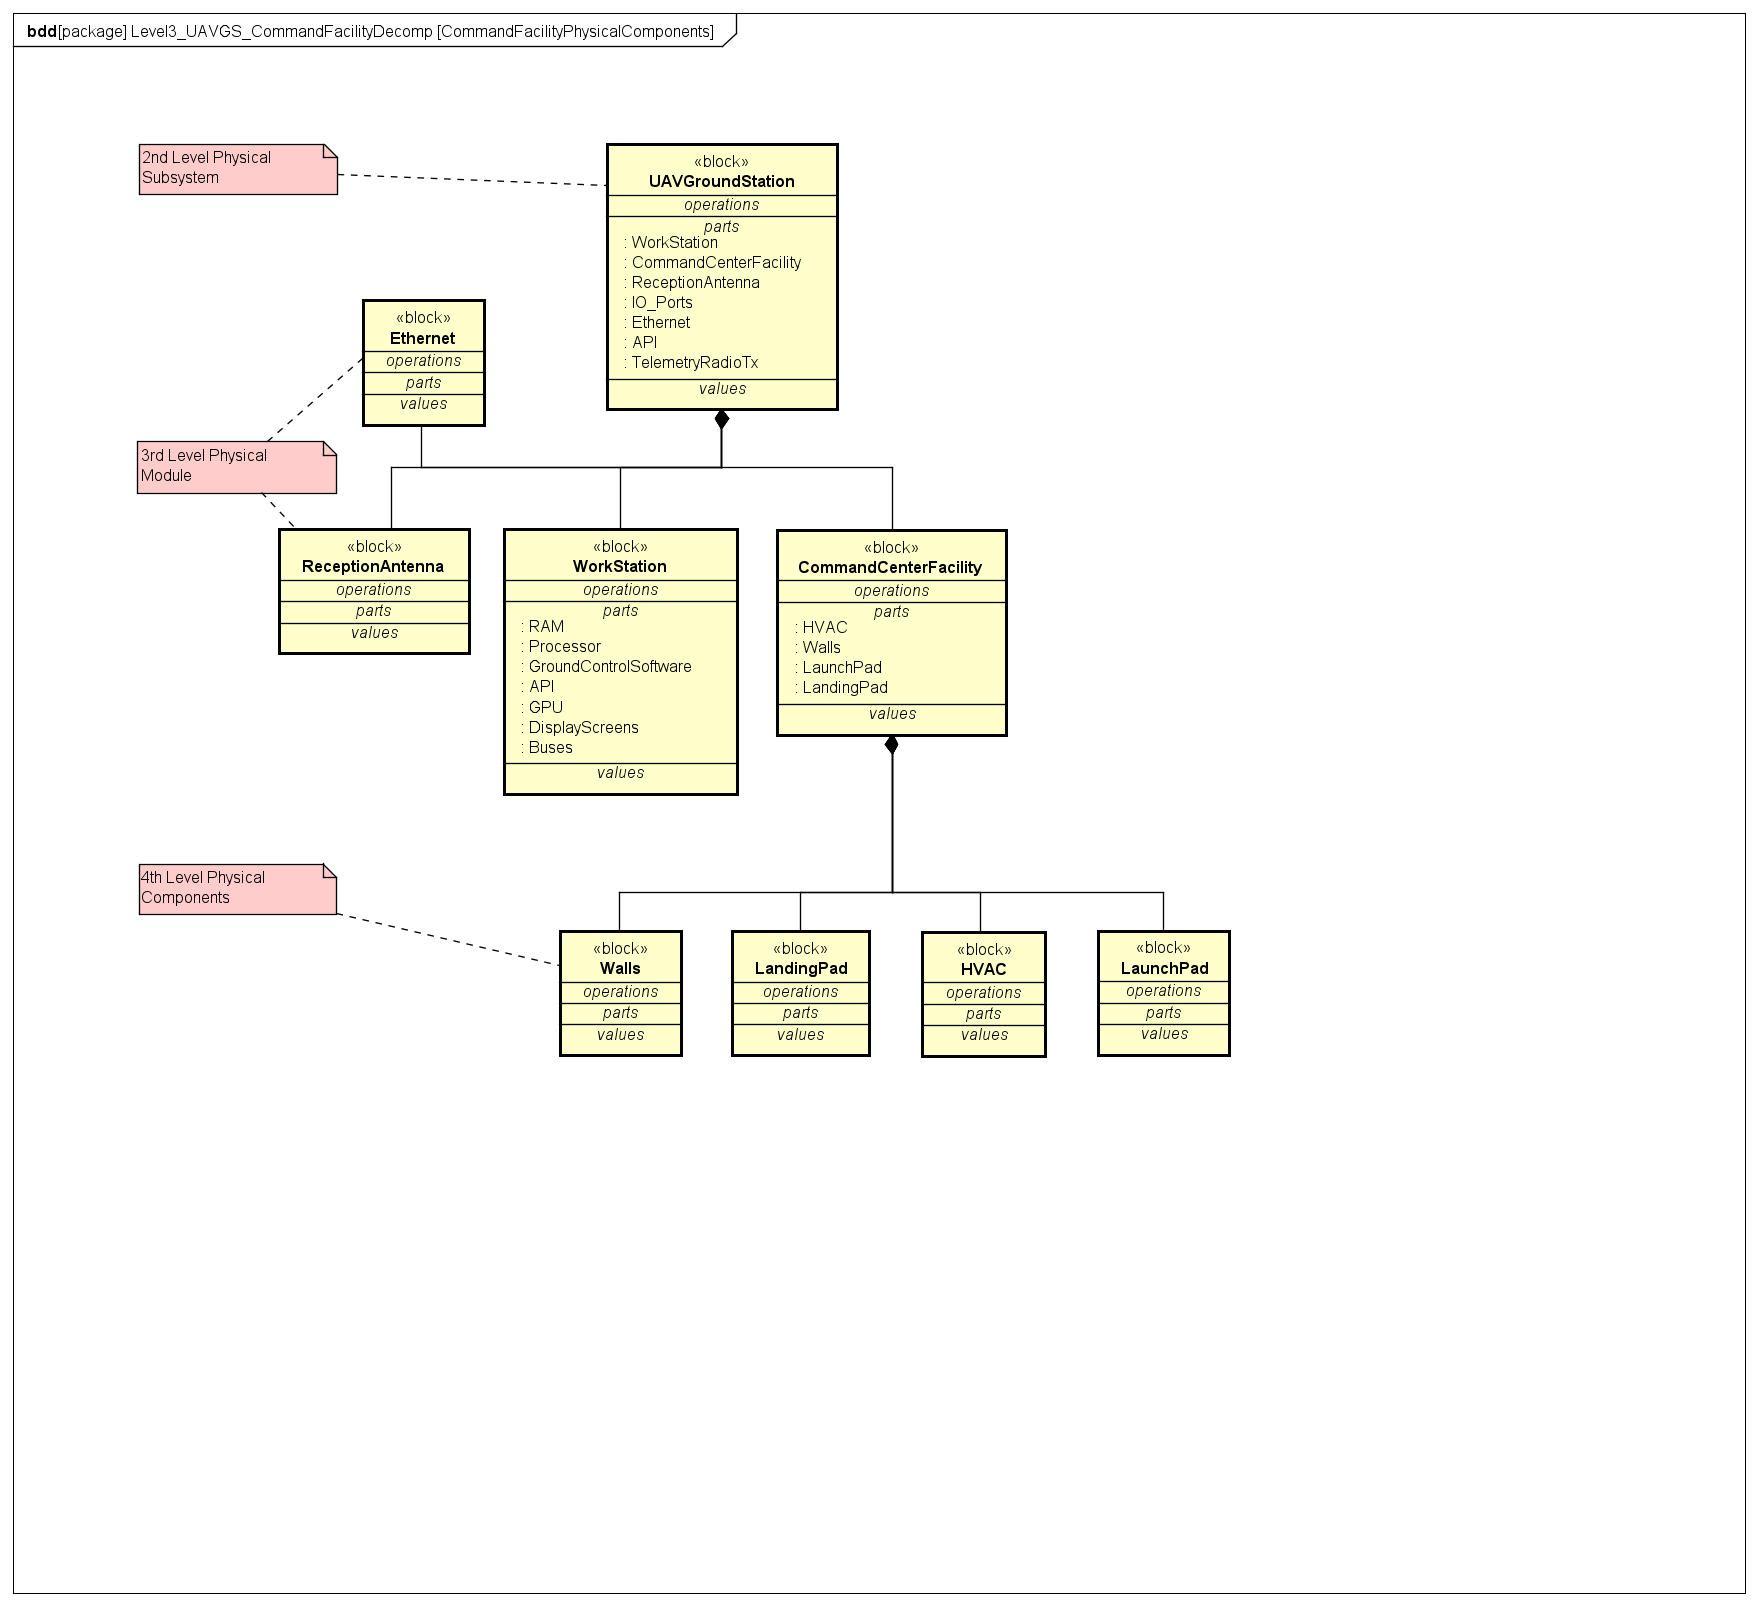 bdd[package] Level3_UAVGS_CommandFacilityDecomp [CommandFacilityPhysicalComponents]
2nd Level Physical
Subsystem
«block»
UAVGroundStation
operations
parts
: WorkStation
: CommandCenterFacility
: ReceptionAntenna
: IO_Ports
: Ethernet
: API
: TelemetryRadioTx
values
«block»
Ethernet
operations
parts
values
3rd Level Physical
Module
«block»
ReceptionAntenna
operations
parts
values
«block»
WorkStation
operations
parts
: RAM
: Processor
: GroundControlSoftware
: API
: GPU
: DisplayScreens
: Buses
values
«block»
CommandCenterFacility
operations
parts
: HVAC
: Walls
: LaunchPad
: LandingPad
values
4th Level Physical
Components
«block»
Walls
operations
parts
values
«block»
LandingPad
operations
parts
values
«block»
HVAC
operations
parts
values
«block»
LaunchPad
operations
parts
values